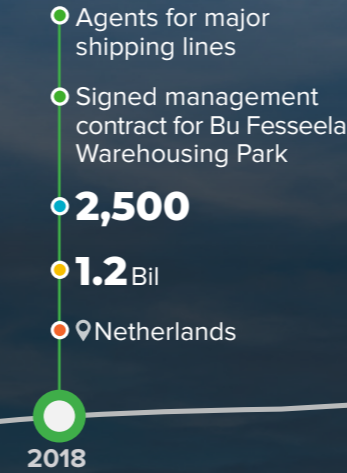 Agents for major
shipping lines
Signed management
contract for Bu Fesseela
Warehousing Park
2,500
1.2 Bil
Netherlands
2018